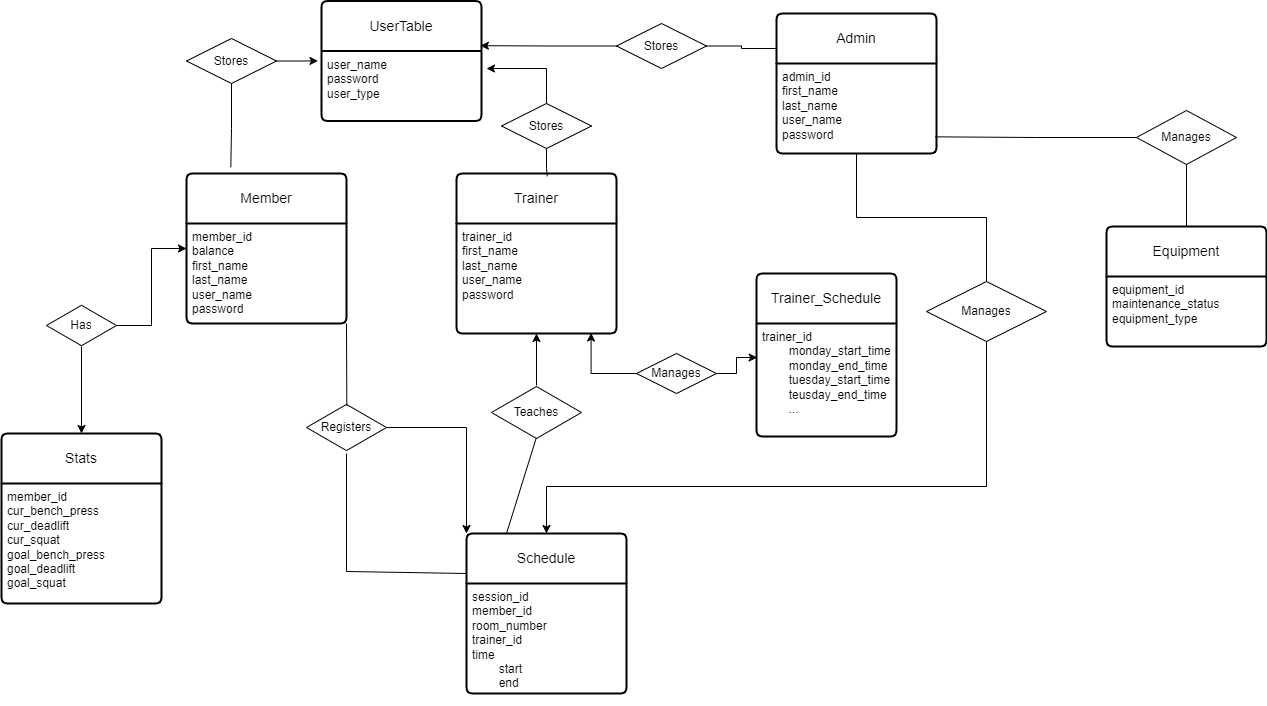 UserTable
user_name
password
user_type
Stores
Stores
Stores
Admin
admin_id
first_name
last_name
user_name
password
Manages
Member
member_id
balance
first_name
last_name
user_name
password
Trainer
trainer_id
first_name
last_name
user_name
password
Equipment
equipment_id
maintenance_status
equipment_type
Trainer_Schedule
trainer_id
monday_start_time
monday_end_time
tuesday_start_time
teusday_end_time
...
Manages
Has
Manages
Teaches
Registers
Stats
member_id
cur_bench_press
cur_deadlift
cur_squat
goal_bench_press
goal_deadlift
goal_squat
Schedule
session_id
member_id
room_number
trainer_id
time
start
end